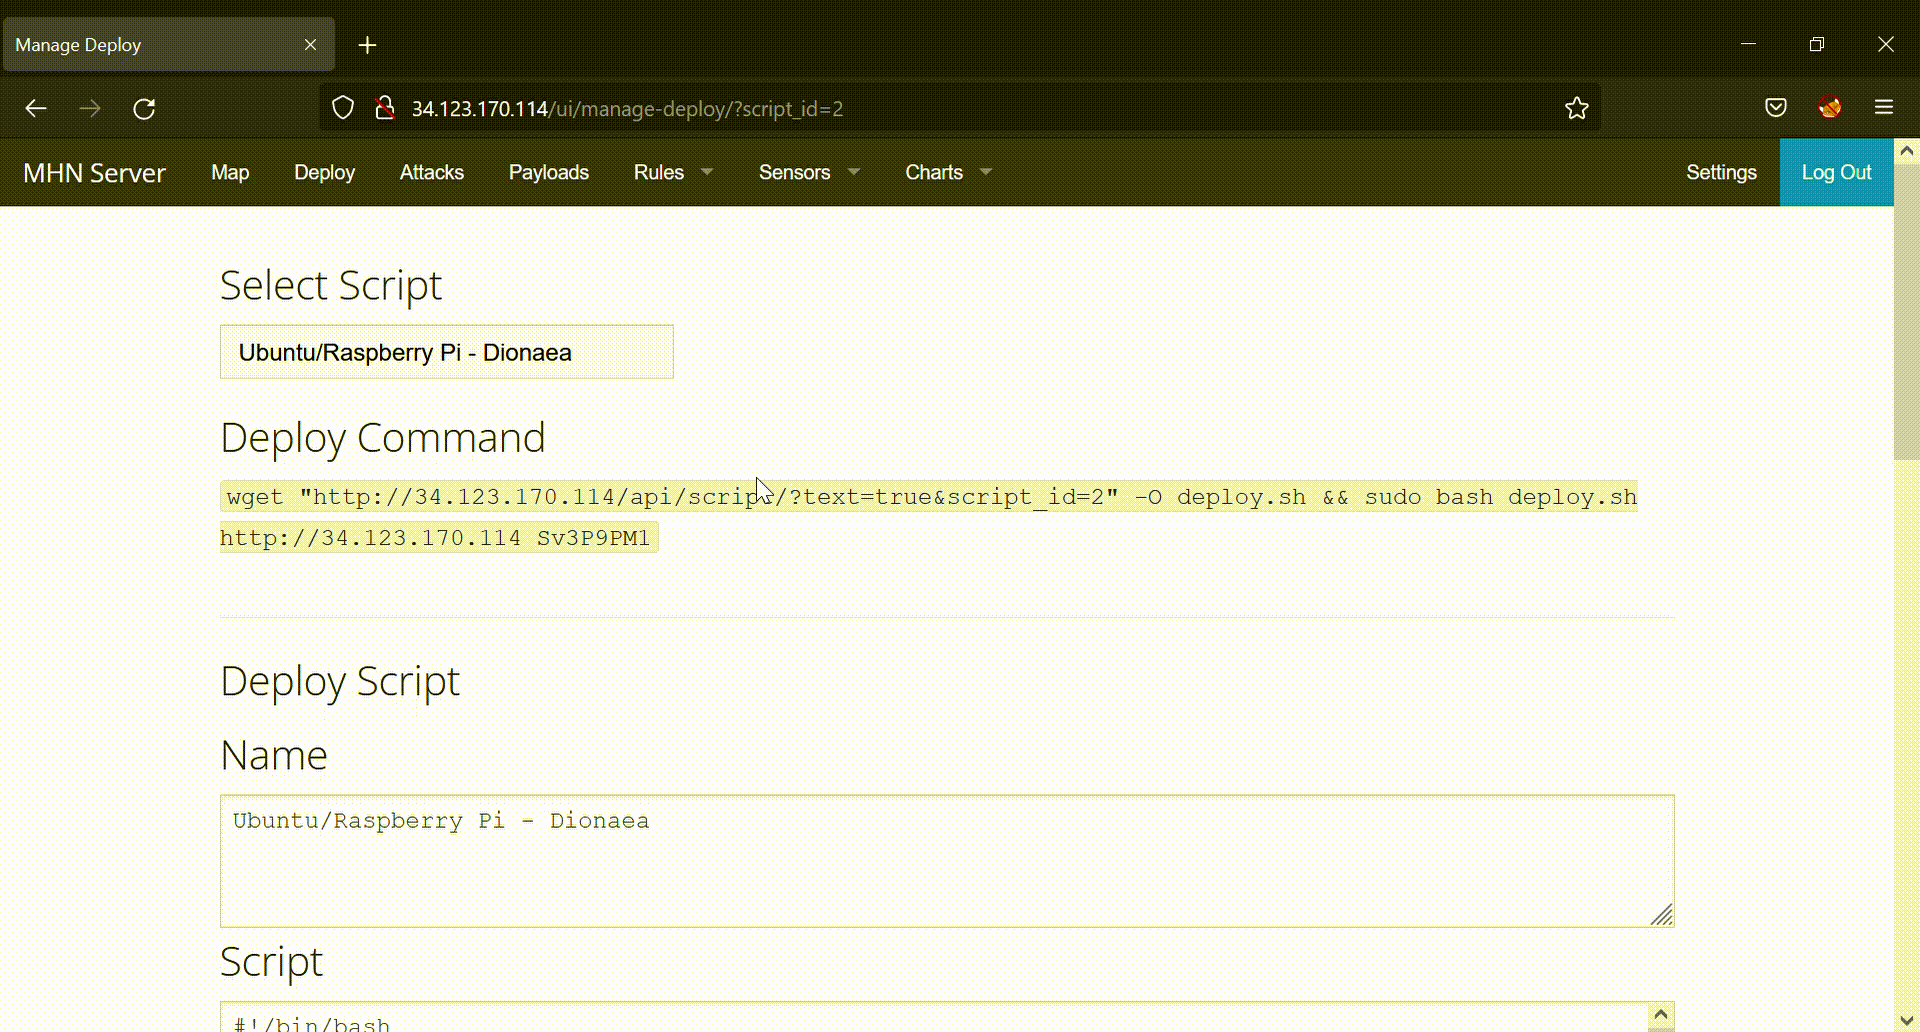 Manage Deploy
34.123.170.114/ui/manage-deploy/?script_id=2
MHN Server Map Deploy Attacks Payloads Rules Sensors Charts Settings Log Out
Select Script
Ubuntu/Raspberry Pi - Dionaea
Deploy Command
wget "http://34.123.170.114/api/script/?text=true&script_id=2" -O deploy.sh && sudo bash deploy.sh
http://34.123.170.114 Sv3P9PM1
Deploy Script
Name
Ubuntu/Raspberry Pi - Dionaea
Script
#!/bin/bash